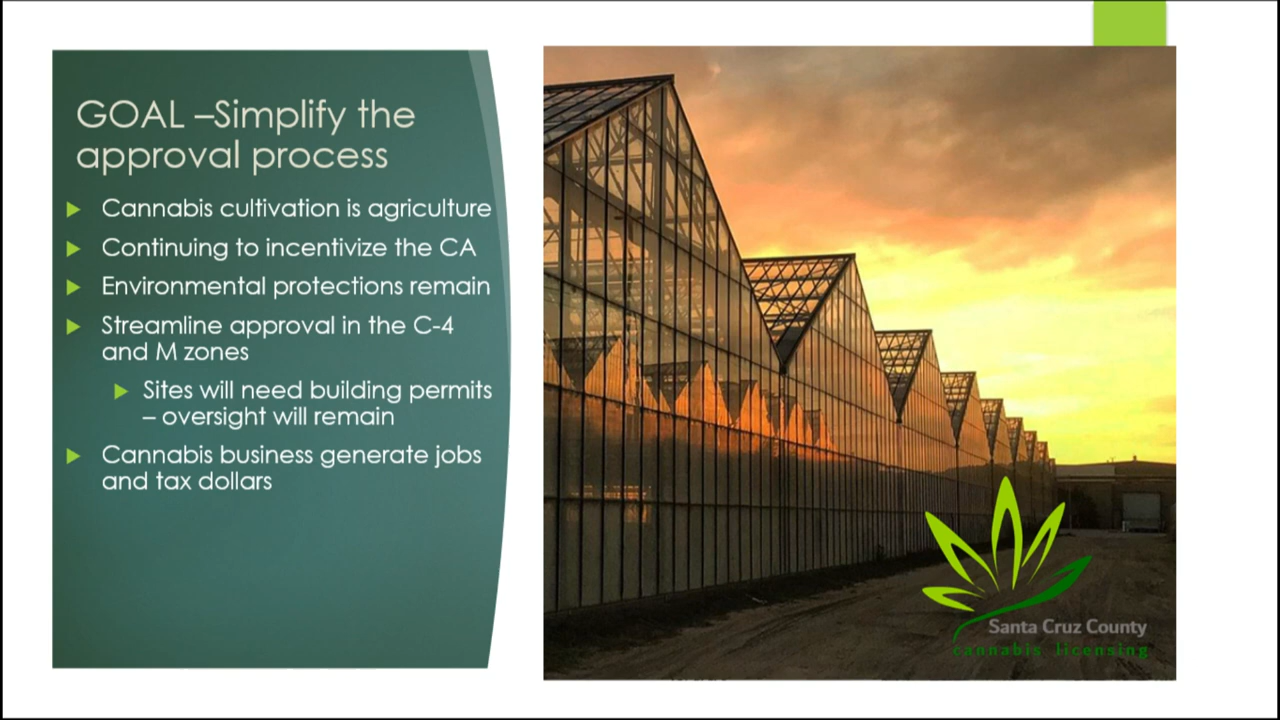 GOAL –Simplify the
approval process
Cannabis cultivation is agriculture
Continuing to incentivize the CA
Environmental protections remain
Streamline approval in the C-4
and M zones
Sites will need building permits
– oversight will remain
Cannabis business generate jobs
and tax dollars
Santa Cruz County
cannabis licensing